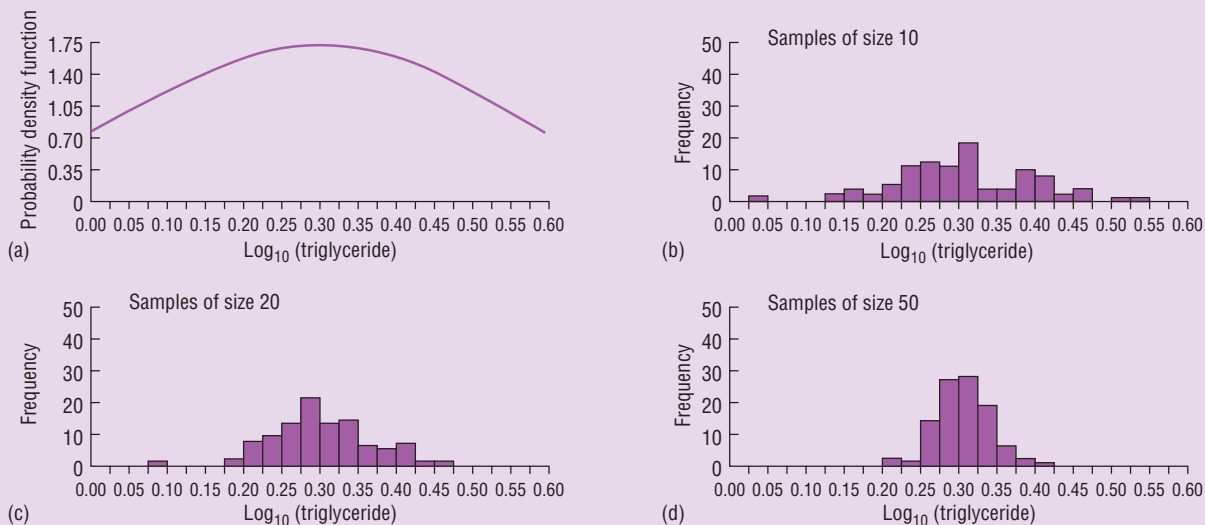 Probability density function
1.75
1.40
1.05
0.70
0.35
0
0.00 0.05 0.10 0.15 0.20 0.25 0.30 0.35 0.40 0.45 0.50 0.55 0.60
(a)
Log10 (triglyceride)
Samples of size 10
Frequency
50
40
30
20
10
0
0.00 0.05 0.10 0.15 0.20 0.25 0.30 0.35 0.40 0.45 0.50 0.55 0.60
(b)
Log10 (triglyceride)
Samples of size 20
Frequency
50
40
30
20
10
0
0.00 0.05 0.10 0.15 0.20 0.25 0.30 0.35 0.40 0.45 0.50 0.55 0.60
(c)
Log10 (triglyceride)
Samples of size 50
Frequency
50
40
30
20
10
0
0.00 0.05 0.10 0.15 0.20 0.25 0.30 0.35 0.40 0.45 0.50 0.55 0.60
(d)
Log10 (triglyceride)